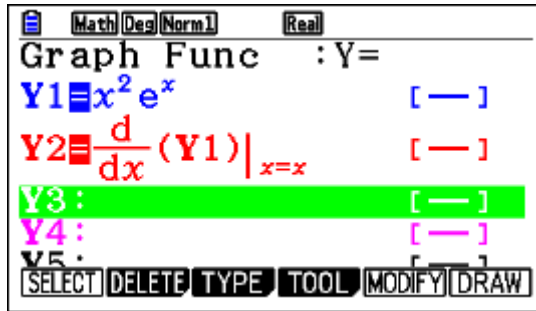 Math Deg Norm1 Real
Graph Func :Y=
Y1=x²eˣ [—]
Y2=d/dx(Y1)|x=x [—]
Y3: [—]
Y4: [—]
Y5:
SELECT DELETE TYPE TOOL MODIFY DRAW